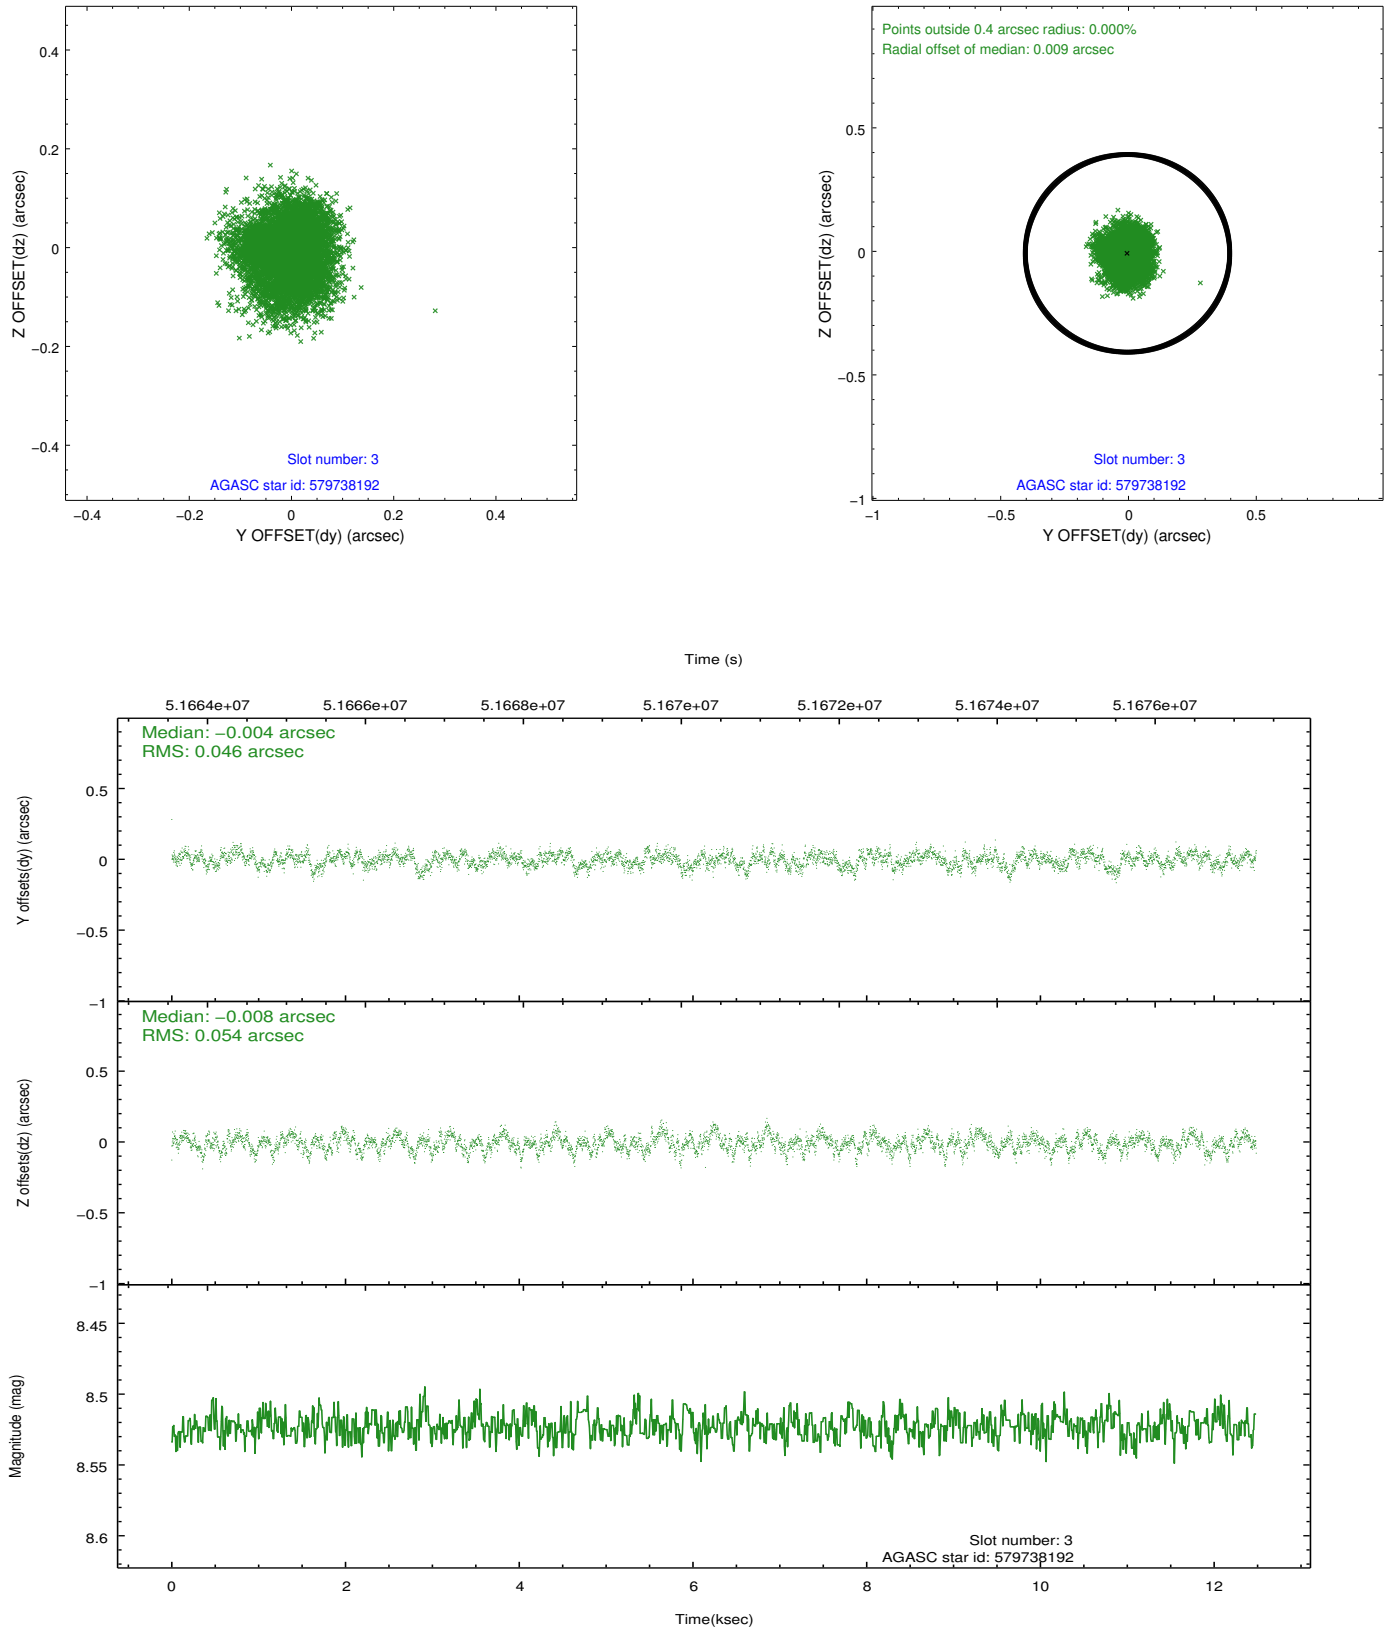 0.4
0.2
0
−0.2
−0.4
Z OFFSET(dz) (arcsec)
Slot number: 3
AGASC star id: 579738192
−0.4
−0.2
0
0.2
0.4
Y OFFSET(dy) (arcsec)
Points outside 0.4 arcsec radius: 0.000%
Radial offset of median: 0.009 arcsec
0.5
0
−0.5
−1
Z OFFSET(dz) (arcsec)
Slot number: 3
AGASC star id: 579738192
−1
−0.5
0
0.5
Y OFFSET(dy) (arcsec)
Time (s)
5.1664e+07
5.1666e+07
5.1668e+07
5.167e+07
5.1672e+07
5.1674e+07
5.1676e+07
Median: −0.004 arcsec
RMS: 0.046 arcsec
0.5
0
−0.5
−1
Y offsets(dy) (arcsec)
Median: −0.008 arcsec
RMS: 0.054 arcsec
0.5
0
−0.5
−1
Z offsets(dz) (arcsec)
8.45
8.5
8.55
8.6
Magnitude (mag)
Slot number: 3
AGASC star id: 579738192
0
2
4
6
8
10
12
Time(ksec)